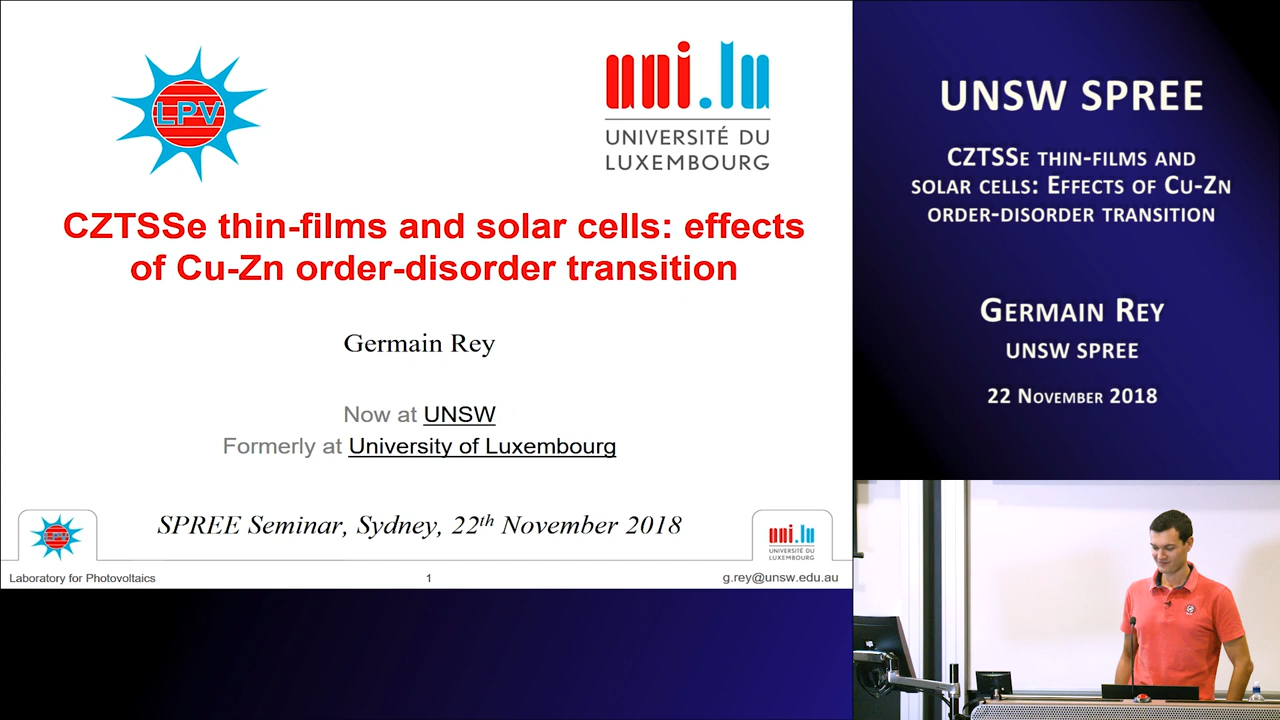 LPV
uni.lu
UNIVERSITÉ DU
LUXEMBOURG
CZTSSe thin-films and solar cells: effects
of Cu-Zn order-disorder transition
Germain Rey
Now at UNSW
Formerly at University of Luxembourg
SPREE Seminar, Sydney, 22th November 2018
LPV
uni.lu
UNIVERSITÉ DU
LUXEMBOURG
Laboratory for Photovoltaics
1
g.rey@unsw.edu.au
UNSW SPREE
CZTSSe thin-films and
solar cells: Effects of Cu-Zn
order-disorder transition
Germain Rey
UNSW SPREE
22 November 2018